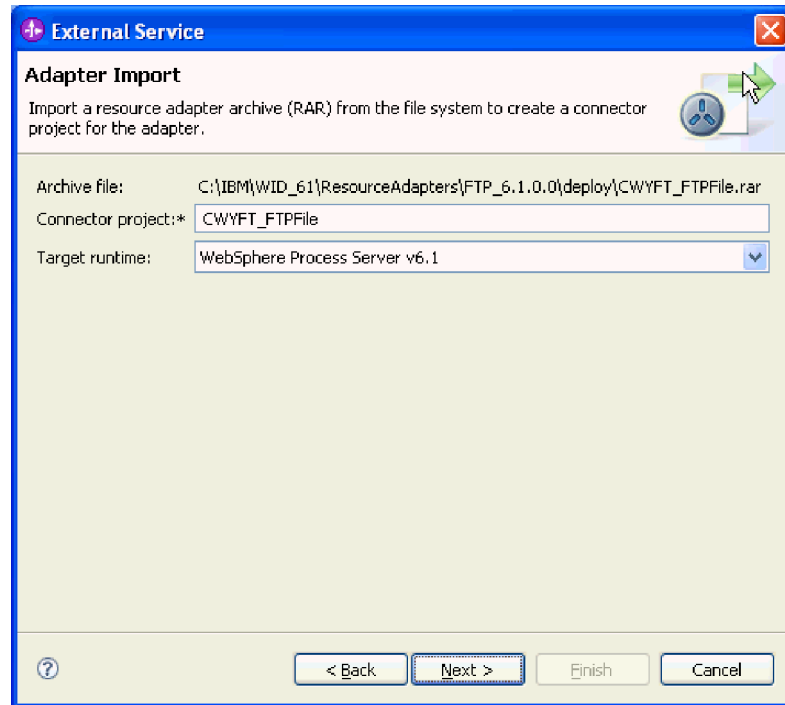 External Service
Adapter Import
Import a resource adapter archive (RAR) from the file system to create a connector
project for the adapter.
Archive file: C:\IBM\WID_61\ResourceAdapters\FTP_6.1.0.0\deploy\CWYFT_FTPFile.rar
Connector project:* CWYFT_FTPFile
Target runtime: WebSphere Process Server v6.1
? < Back Next > Finish Cancel